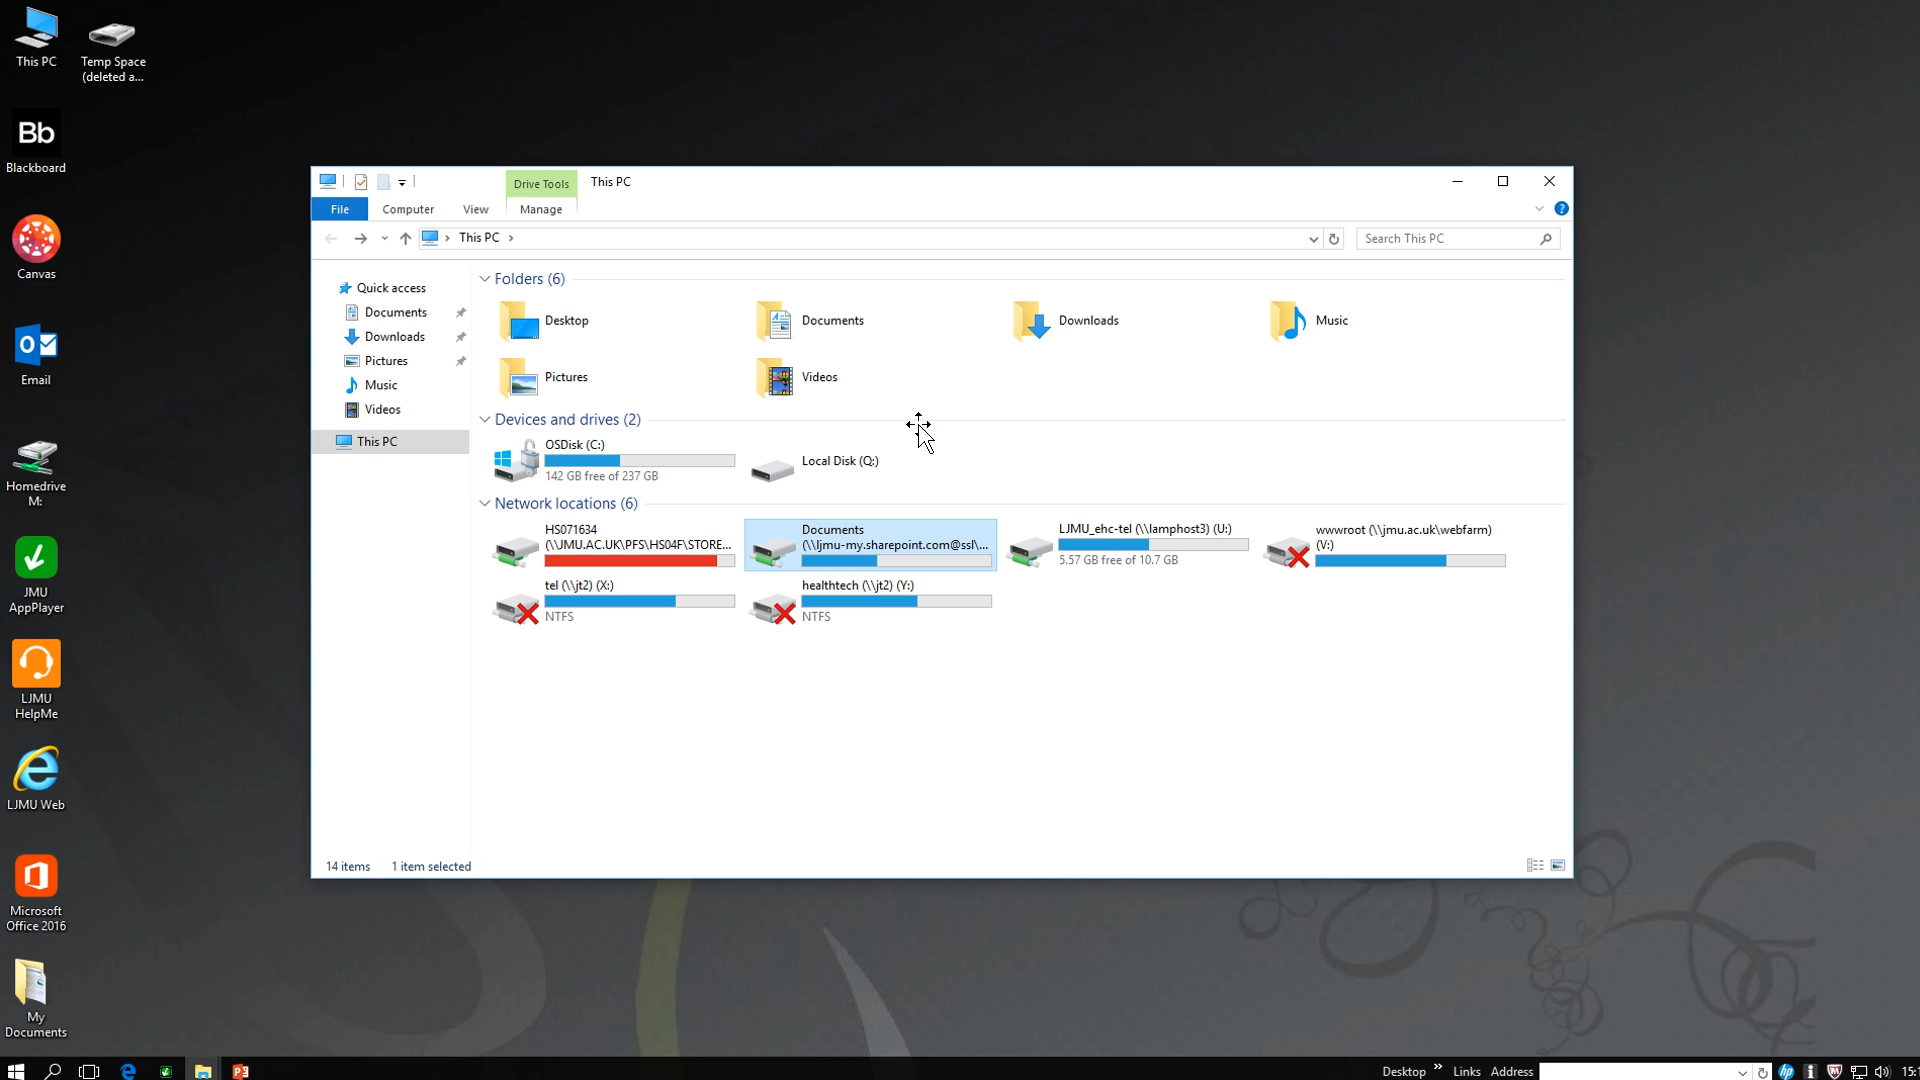 This PC
Temp Space
(deleted a...
Bb
Blackboard
Canvas
Email
Homedrive
M:
JMU
AppPlayer
LJMU
HelpMe
LJMU Web
Microsoft
Office 2016
My
Documents
Drive Tools
This PC
File
Computer
View
Manage
This PC
Search This PC
Quick access
Documents
Downloads
Pictures
Music
Videos
This PC
Folders (6)
Desktop
Documents
Downloads
Music
Pictures
Videos
Devices and drives (2)
OSDisk (C:)
142 GB free of 237 GB
Local Disk (Q:)
Network locations (6)
HS071634
(\\JMU.AC.UK\PFS\HS04F\STORE...
Documents
(\\ljmu-my.sharepoint.com@ssl\...
LJMU_ehc-tel (\\lamphost3) (U:)
5.57 GB free of 10.7 GB
wwwroot (\\jmu.ac.uk\webfarm)
(V:)
tel (\\jt2) (X:)
NTFS
healthtech (\\jt2) (Y:)
NTFS
14 items
1 item selected
Desktop
Links
Address